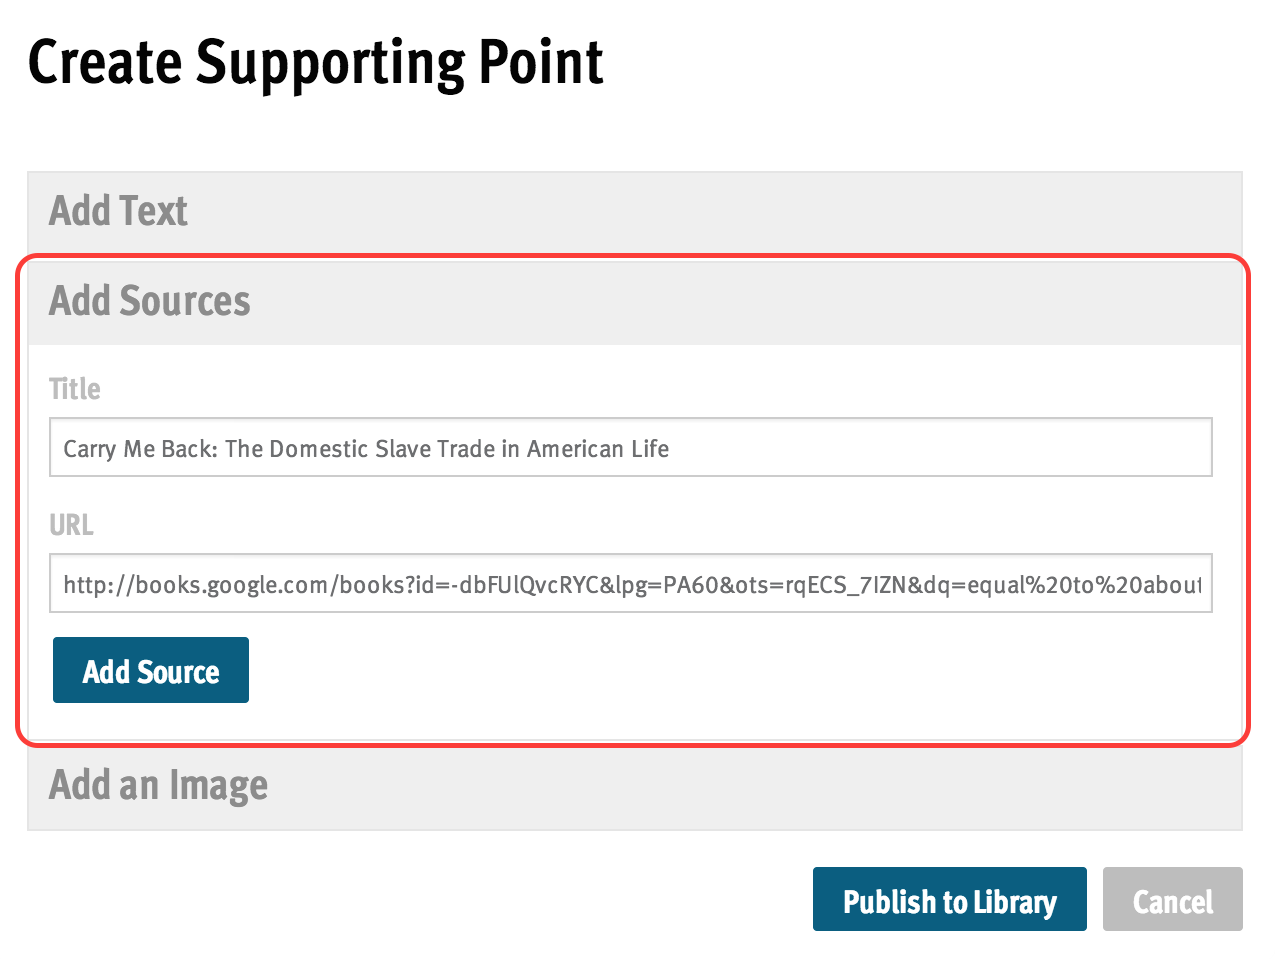 Create Supporting Point
Add Text
Add Sources
Title
Carry Me Back: The Domestic Slave Trade in American Life
URL
http://books.google.com/books?id=-dbFUlQvcRYC&lpg=PA60&ots=rqECS_7IZN&dq=equal%20to%20about
Add Source
Add an Image
Publish to Library
Cancel